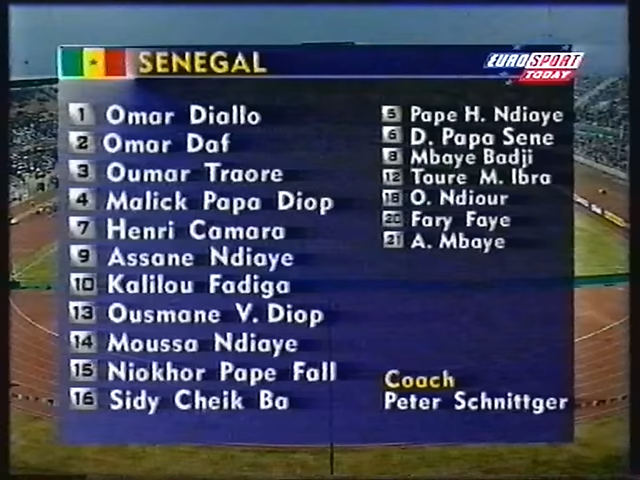 SENEGAL
EUROSPORT
TODAY
1 Omar Diallo
2 Omar Daf
3 Oumar Traore
4 Malick Papa Diop
7 Henri Camara
9 Assane Ndiaye
10 Kalilou Fadiga
13 Ousmane V. Diop
14 Moussa Ndiaye
15 Niokhor Pape Fall
16 Sidy Cheik Ba
5 Pape H. Ndiaye
6 D. Papa Sene
8 Mbaye Badji
12 Toure M. Ibra
18 O. Ndiour
20 Fary Faye
21 A. Mbaye
Coach
Peter Schnittger